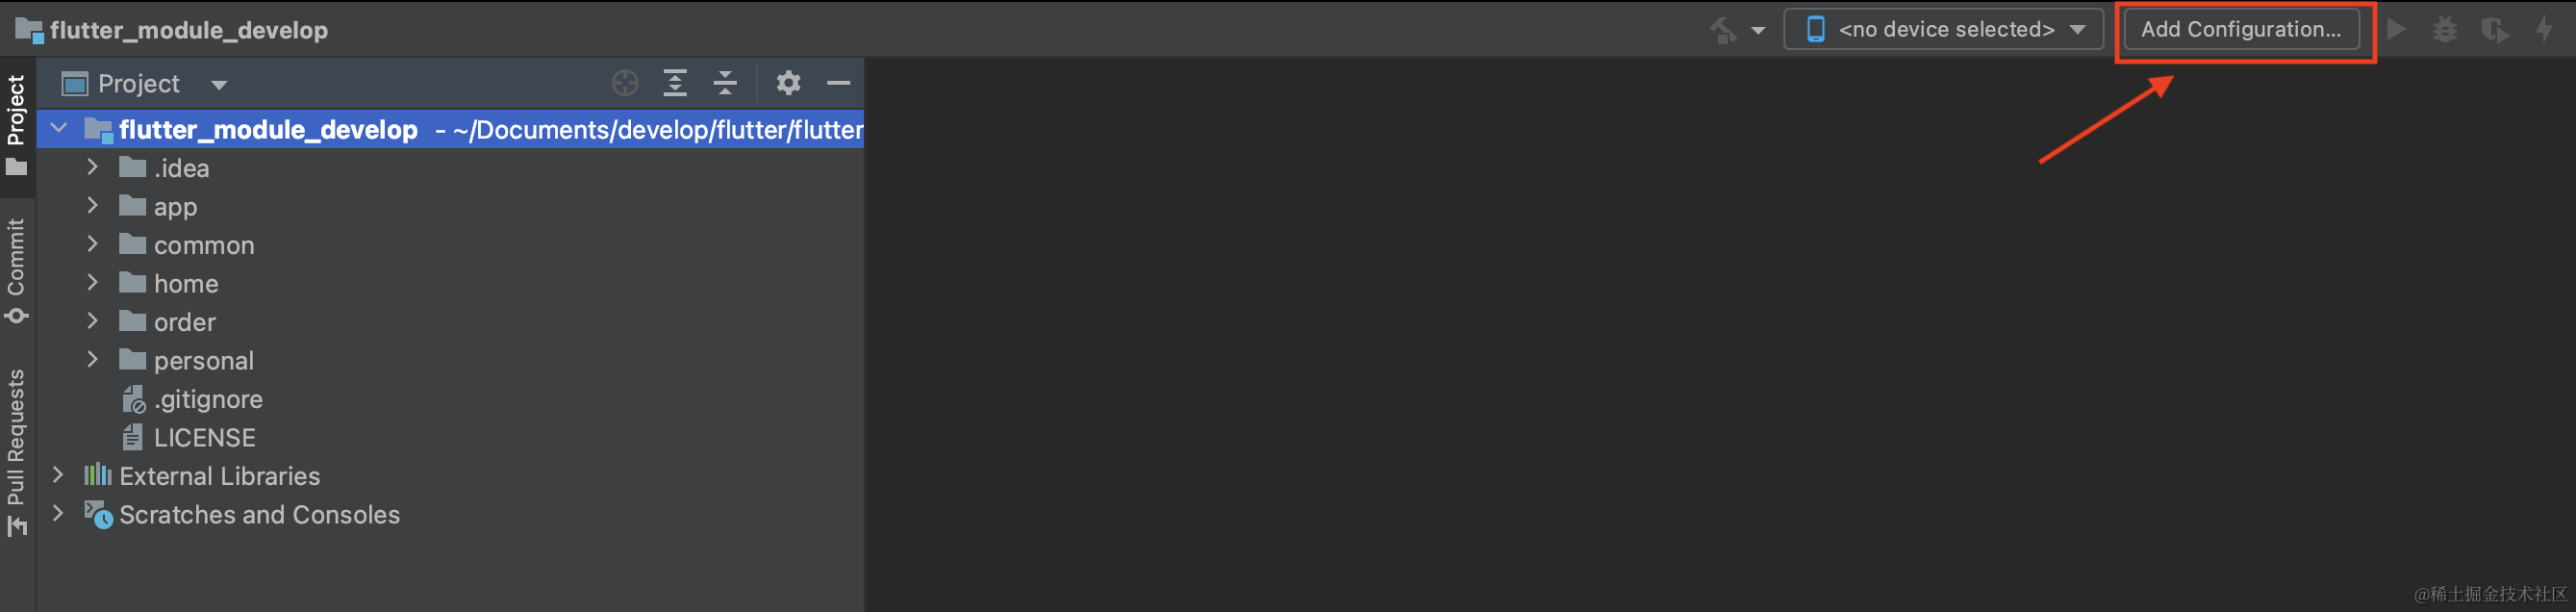 flutter_module_develop
<no device selected>
Add Configuration...
Project
Project
Commit
Pull Requests
flutter_module_develop - ~/Documents/develop/flutter/flutter
.idea
app
common
home
order
personal
.gitignore
LICENSE
External Libraries
Scratches and Consoles
@稀土掘金技术社区